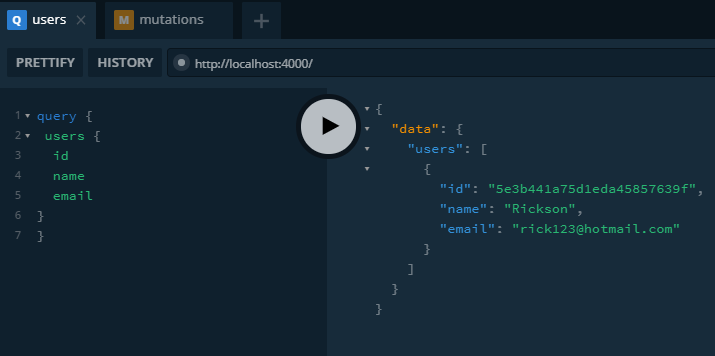 Q users ×
M mutations
+
PRETTIFY HISTORY http://localhost:4000/
1 query {
2 users {
3 id
4 name
5 email
6 }
7 }
{
"data": {
"users": [
{
"id": "5e3b441a75d1eda45857639f",
"name": "Rickson",
"email": "rick123@hotmail.com"
}
]
}
}